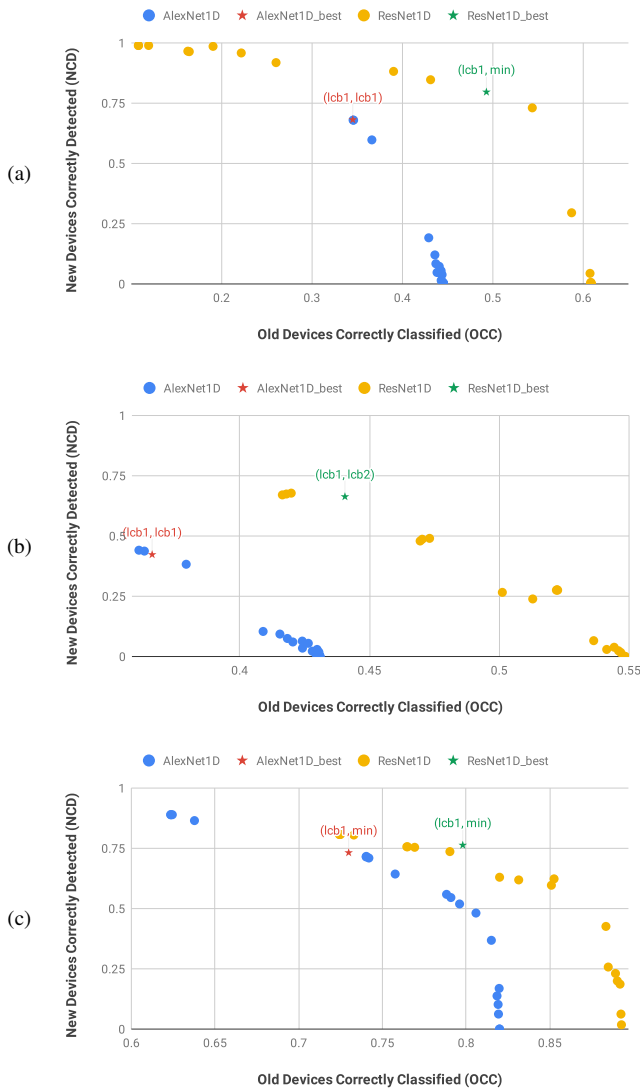 AlexNet1D AlexNet1D_best ResNet1D ResNet1D_best
(a)
New Devices Correctly Detected (NCD)
1
0.75
0.5
0.25
0
(lcb1, min)
(lcb1, lcb1)
0.2 0.3 0.4 0.5 0.6
Old Devices Correctly Classified (OCC)
AlexNet1D AlexNet1D_best ResNet1D ResNet1D_best
(b)
New Devices Correctly Detected (NCD)
1
0.75
0.5
0.25
0
(lcb1, lcb2)
(lcb1, lcb1)
0.4 0.45 0.5 0.55
Old Devices Correctly Classified (OCC)
AlexNet1D AlexNet1D_best ResNet1D ResNet1D_best
(c)
New Devices Correctly Detected (NCD)
1
0.75
0.5
0.25
0
(lcb1, min)
(lcb1, min)
0.6 0.65 0.7 0.75 0.8 0.85
Old Devices Correctly Classified (OCC)